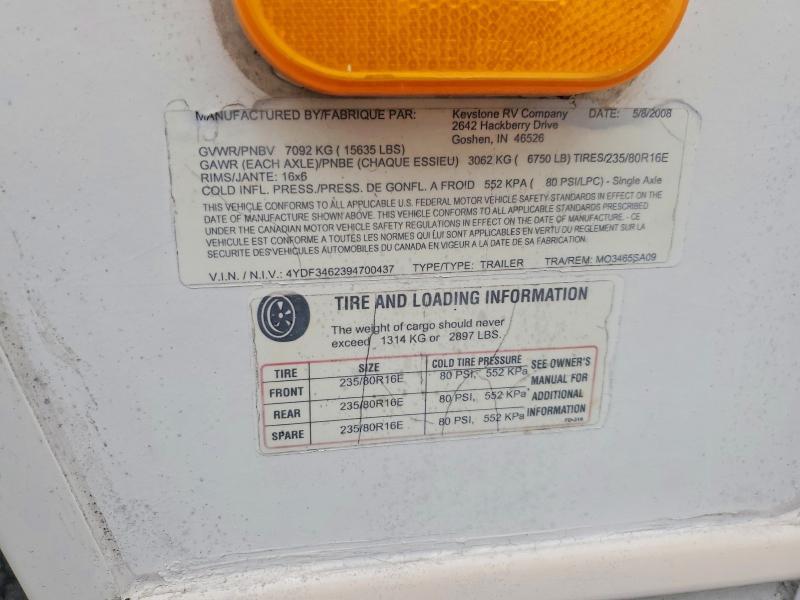 MANUFACTURED BY/FABRIQUE PAR: Keystone RV Company DATE: 5/8/2008
2642 Hackberry Drive
Goshen, IN 46526
GVWR/PNBV 7092 KG ( 15635 LBS)
GAWR (EACH AXLE)/PNBE (CHAQUE ESSIEU) 3062 KG ( 6750 LB) TIRES/235/80R16E
RIMS/JANTE: 16x6
COLD INFL. PRESS./PRESS. DE GONFL. A FROID 552 KPA ( 80 PSI/LPC) - Single Axle
THIS VEHICLE CONFORMS TO ALL APPLICABLE U.S. FEDERAL MOTOR VEHICLE SAFETY STANDARDS IN EFFECT ON THE
DATE OF MANUFACTURE SHOWN ABOVE. THIS VEHICLE CONFORMS TO ALL APPLICABLE STANDARDS PRESCRIBED
UNDER THE CANADIAN MOTOR VEHICLE SAFETY REGULATIONS IN EFFECT ON THE DATE OF MANUFACTURE. - CE
VEHICULE EST CONFORME A TOUTES LES NORMES QUI LUI SONT APPLICABLES EN VERTU DU REGLEMENT SUR LA
SECURITE DES VEHICULES AUTOMOBILES DU CANADA EN VIGEUR A LA DATE DE SA FABRICATION.
V.I.N. / N.I.V.: 4YDF3462394700437 TYPE/TYPE: TRAILER TRA/REM: MO3465SA09
TIRE AND LOADING INFORMATION
The weight of cargo should never
exceed 1314 KG or 2897 LBS.
TIRE SIZE COLD TIRE PRESSURE SEE OWNER'S
FRONT 235/80R16E 80 PSI, 552 KPa MANUAL FOR
REAR 235/80R16E 80 PSI, 552 KPa ADDITIONAL
SPARE 235/80R16E 80 PSI, 552 KPa INFORMATION